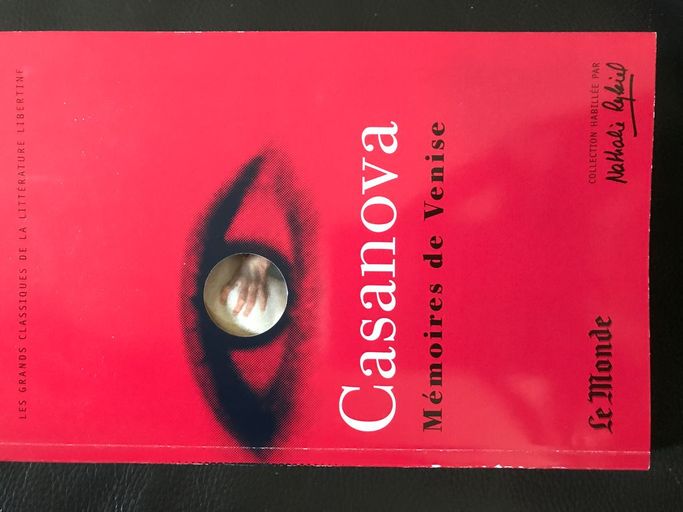 LES GRANDS CLASSIQUES DE LA LITTÉRATURE LIBERTINE
Casanova
Mémoires de Venise
Le Monde
COLLECTION HABILLÉE PAR
Nathalie Rykiel